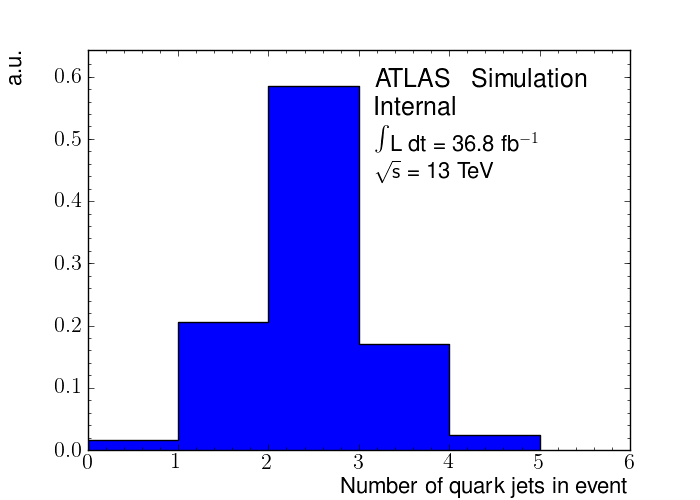 a.u.
0.6
0.5
0.4
0.3
0.2
0.1
0.0
ATLAS Simulation
Internal
∫L dt = 36.8 fb⁻¹
√s = 13 TeV
0 1 2 3 4 5 6
Number of quark jets in event